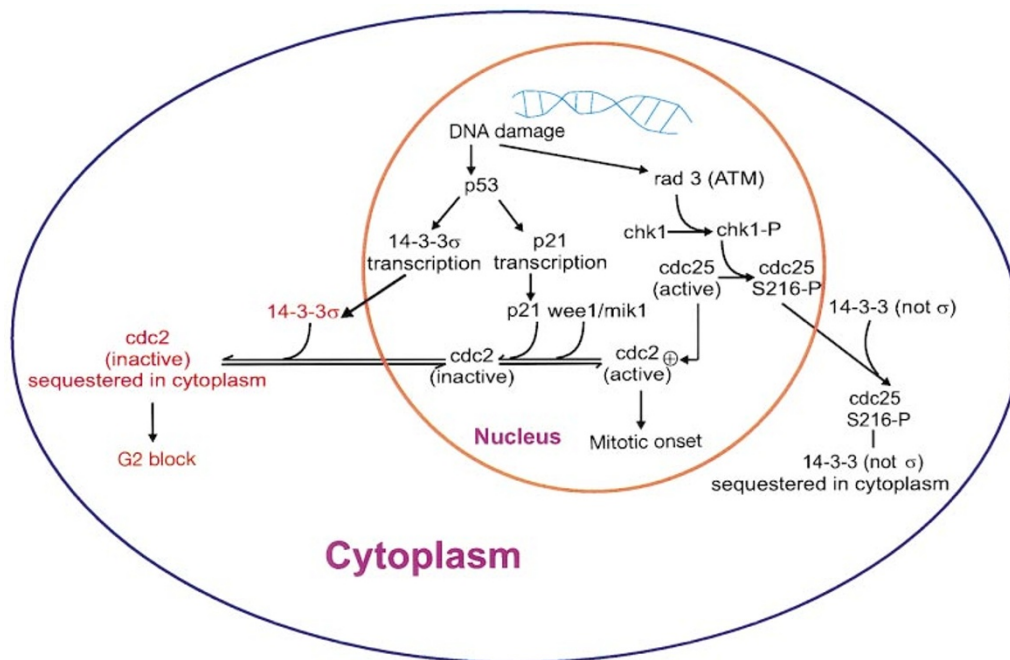 DNA damage
p53
rad 3 (ATM)
14-3-3σ
transcription
p21
transcription
chk1
chk1-P
cdc25
(active)
cdc25
S216-P
14-3-3σ
p21 wee1/mik1
14-3-3 (not σ)
cdc2
(inactive)
sequestered in cytoplasm
cdc2
(inactive)
cdc2 ⊕
(active)
cdc25
S216-P
G2 block
Nucleus
Mitotic onset
14-3-3 (not σ)
sequestered in cytoplasm
Cytoplasm